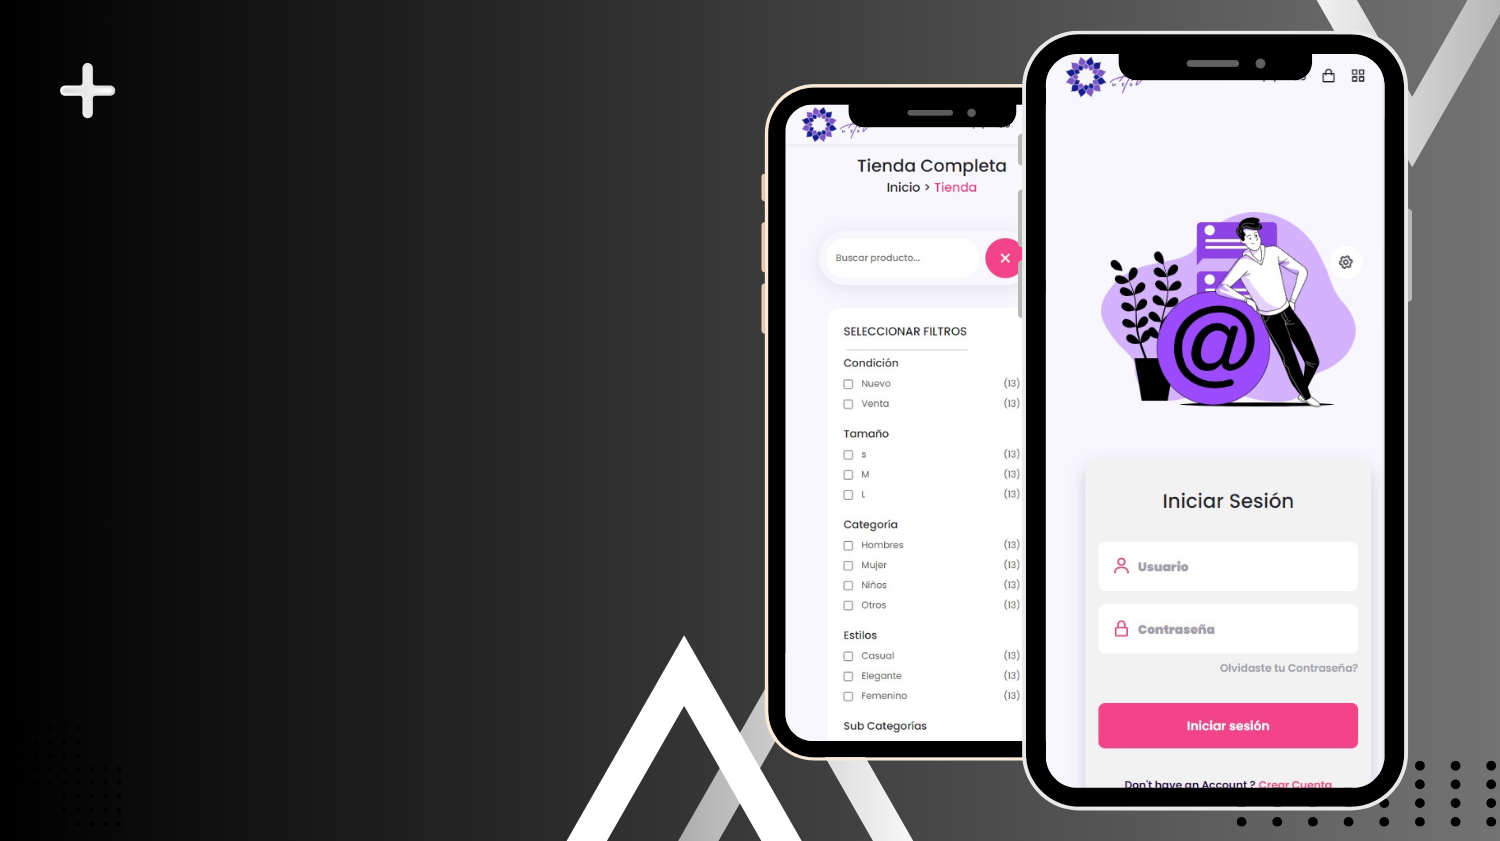 Tienda Completa
Inicio > Tienda
Buscar producto...
SELECCIONAR FILTROS
Condición
Nuevo (13)
Venta (13)
Tamaño
s (13)
M (13)
L (13)
Categoría
Hombres (13)
Mujer (13)
Niños (13)
Otros (13)
Estilos
Casual (13)
Elegante (13)
Femenino (13)
Sub Categorías
@
Iniciar Sesión
Usuario
Contraseña
Olvidaste tu Contraseña?
Iniciar sesión
Don't have an Account ? Crear Cuenta